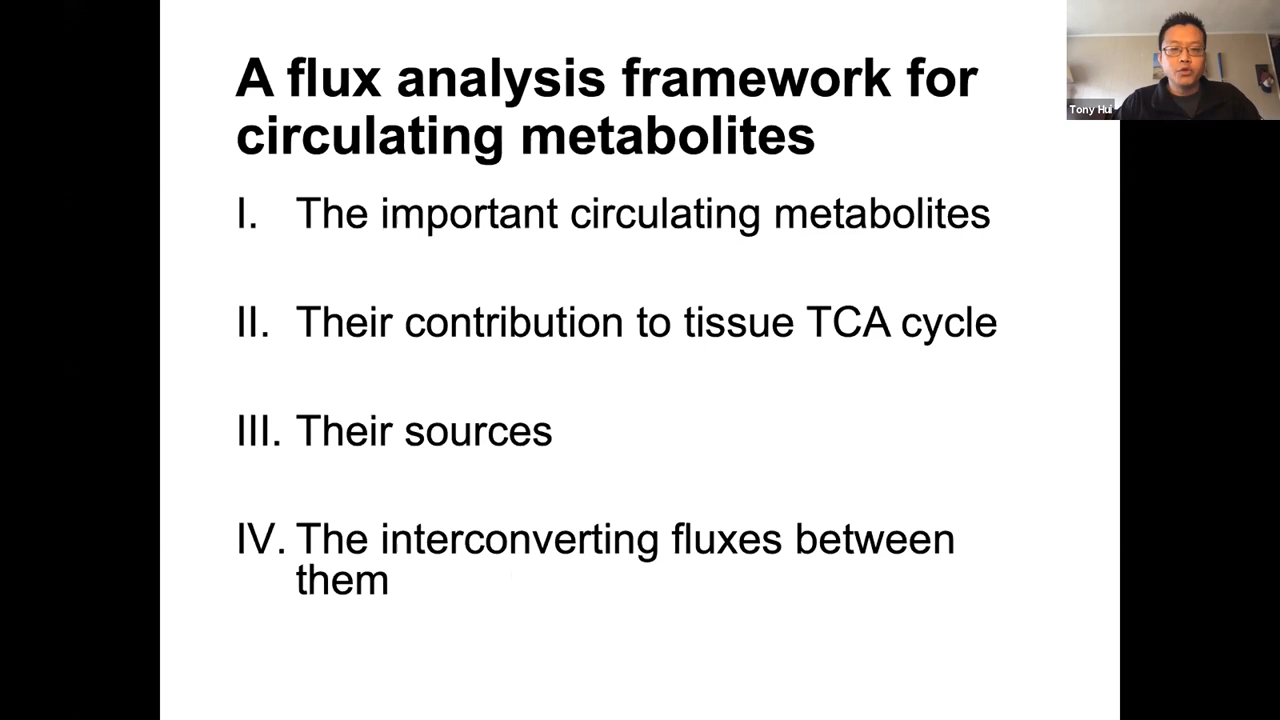 A flux analysis framework for
circulating metabolites
I. The important circulating metabolites
II. Their contribution to tissue TCA cycle
III. Their sources
IV. The interconverting fluxes between
them
Tony Hui